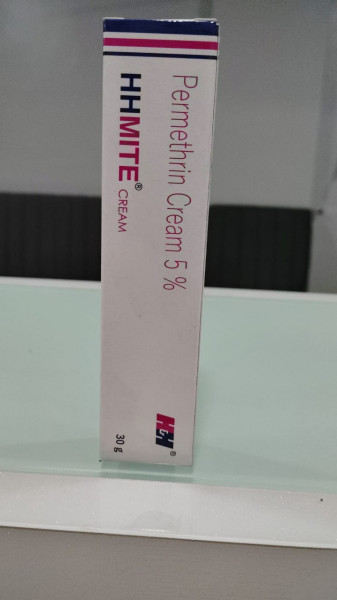 Permethrin Cream 5 %
HHMITE®
CREAM
H&H®
30 g